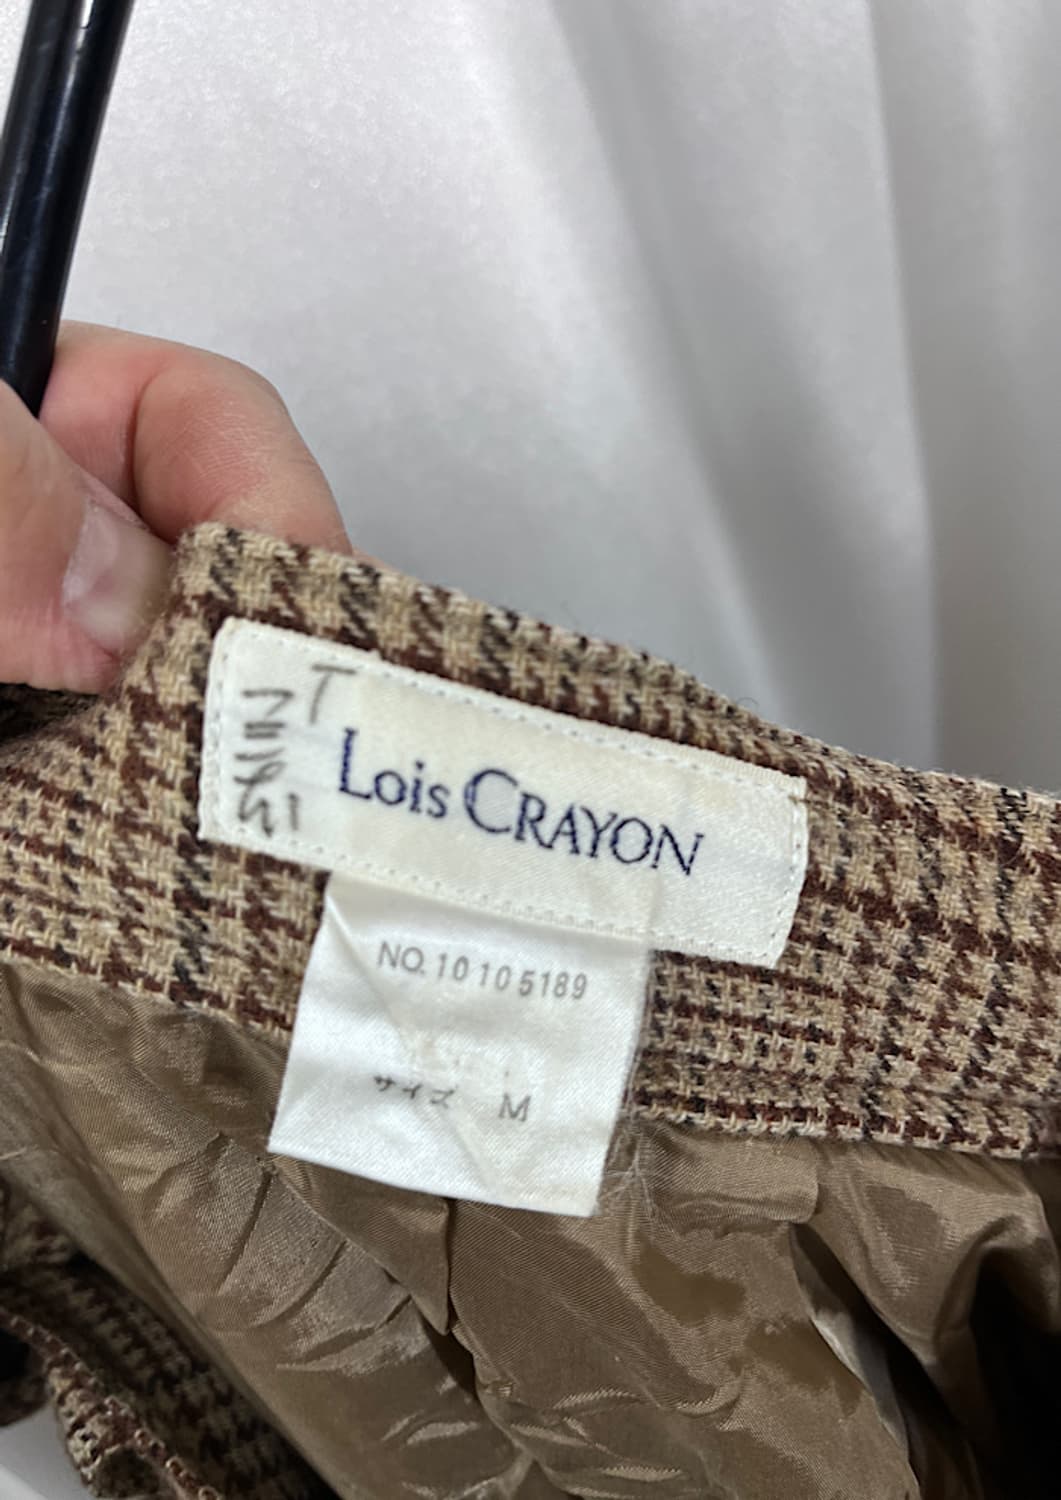 Lois CRAYON
NO. 10105189
サイズ M